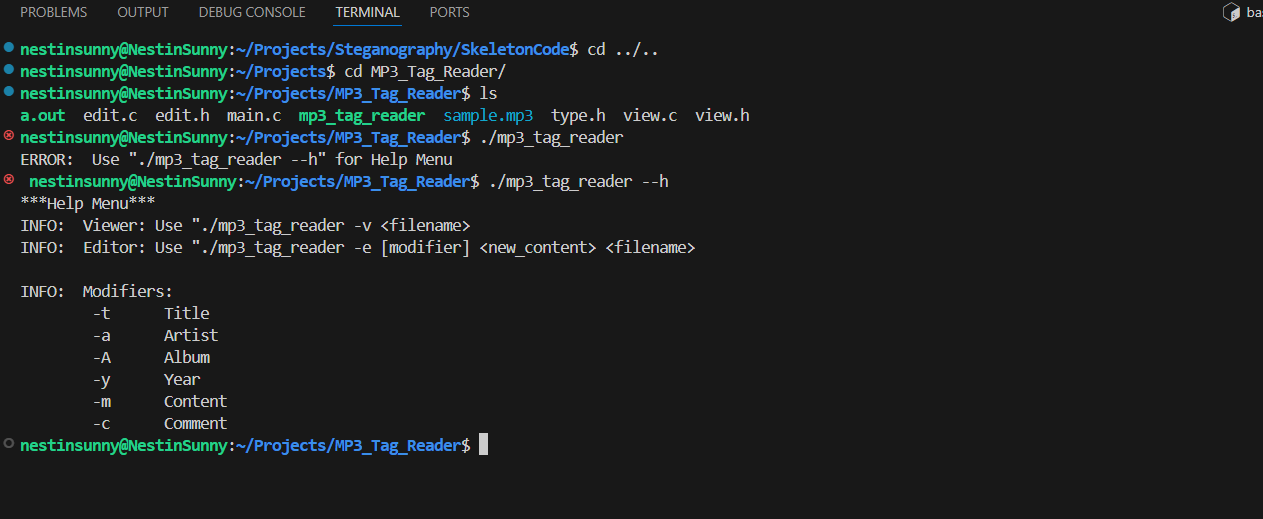 PROBLEMS OUTPUT DEBUG CONSOLE TERMINAL PORTS
nestinsunny@NestinSunny:~/Projects/Steganography/SkeletonCode$ cd ../..
nestinsunny@NestinSunny:~/Projects$ cd MP3_Tag_Reader/
nestinsunny@NestinSunny:~/Projects/MP3_Tag_Reader$ ls
a.out edit.c edit.h main.c mp3_tag_reader sample.mp3 type.h view.c view.h
nestinsunny@NestinSunny:~/Projects/MP3_Tag_Reader$ ./mp3_tag_reader
ERROR: Use "./mp3_tag_reader --h" for Help Menu
nestinsunny@NestinSunny:~/Projects/MP3_Tag_Reader$ ./mp3_tag_reader --h
***Help Menu***
INFO: Viewer: Use "./mp3_tag_reader -v <filename>
INFO: Editor: Use "./mp3_tag_reader -e [modifier] <new_content> <filename>
INFO: Modifiers:
-t Title
-a Artist
-A Album
-y Year
-m Content
-c Comment
nestinsunny@NestinSunny:~/Projects/MP3_Tag_Reader$